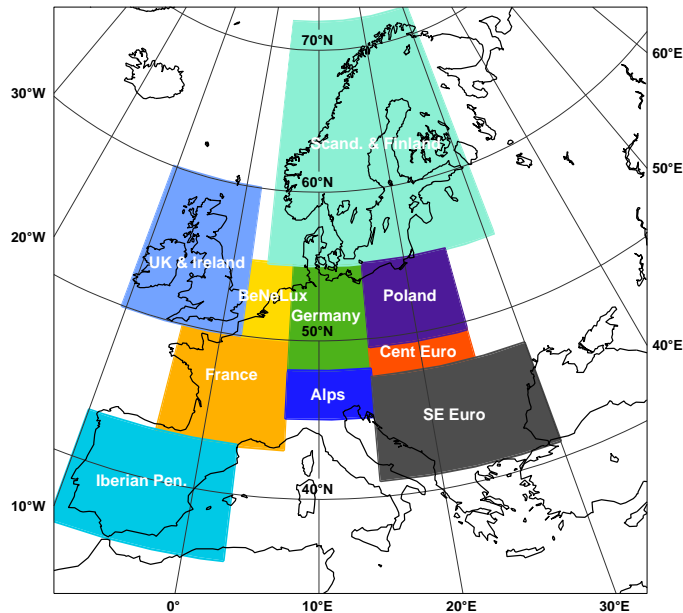 70°N
60°E
30°W
Scand. & Finland
50°E
60°N
20°W
UK & Ireland
BeNeLux
Poland
Germany
50°N
40°E
Cent Euro
France
Alps
SE Euro
Iberian Pen.
40°N
10°W
0°
10°E
20°E
30°E